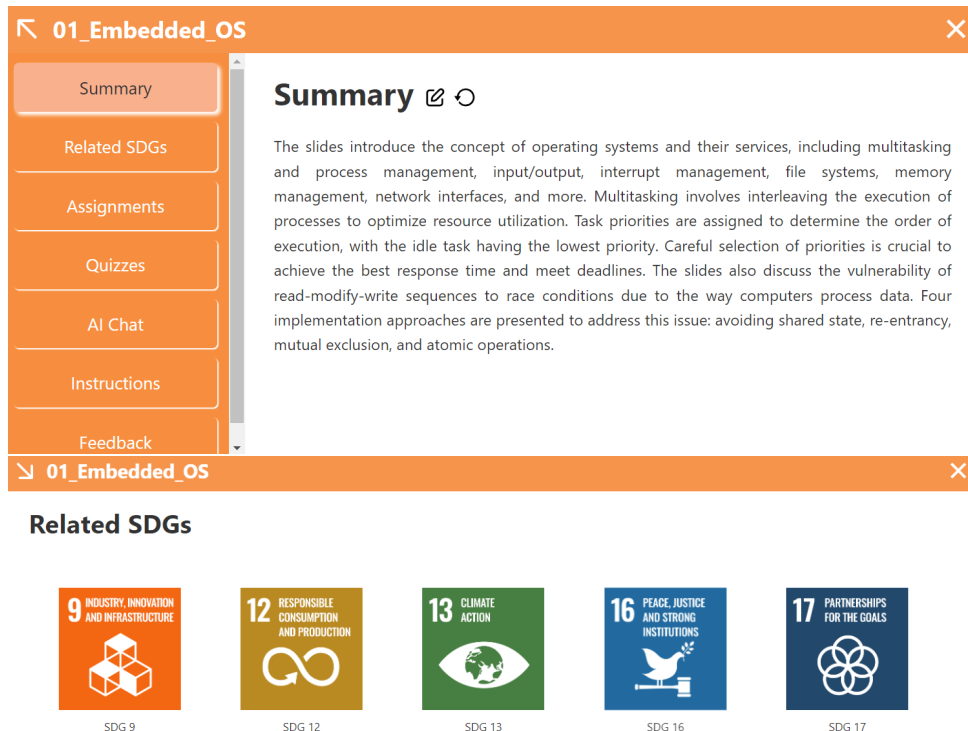 01_Embedded_OS
Summary
Related SDGs
Assignments
Quizzes
AI Chat
Instructions
Feedback
Summary
The slides introduce the concept of operating systems and their services, including multitasking
and process management, input/output, interrupt management, file systems, memory
management, network interfaces, and more. Multitasking involves interleaving the execution of
processes to optimize resource utilization. Task priorities are assigned to determine the order of
execution, with the idle task having the lowest priority. Careful selection of priorities is crucial to
achieve the best response time and meet deadlines. The slides also discuss the vulnerability of
read-modify-write sequences to race conditions due to the way computers process data. Four
implementation approaches are presented to address this issue: avoiding shared state, re-entrancy,
mutual exclusion, and atomic operations.
01_Embedded_OS
Related SDGs
9 INDUSTRY, INNOVATION
AND INFRASTRUCTURE
12 RESPONSIBLE
CONSUMPTION
AND PRODUCTION
13 CLIMATE
ACTION
16 PEACE, JUSTICE
AND STRONG
INSTITUTIONS
17 PARTNERSHIPS
FOR THE GOALS
SDG 9
SDG 12
SDG 13
SDG 16
SDG 17